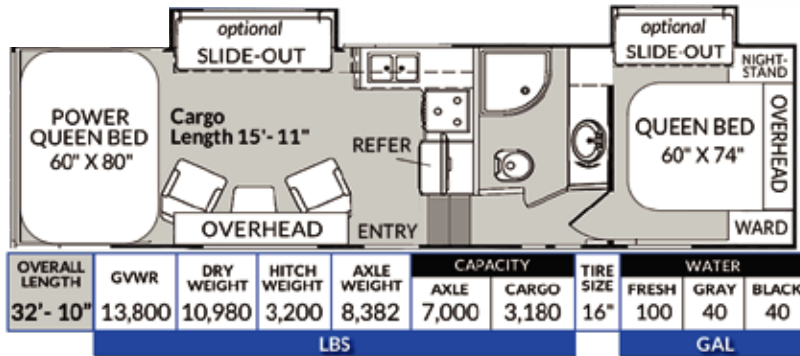 optional
SLIDE-OUT
optional
SLIDE-OUT
NIGHT-
STAND
POWER
QUEEN BED
60" X 80"
Cargo
Length 15'- 11"
REFER
QUEEN BED
60" X 74"
OVERHEAD
OVERHEAD
ENTRY
WARD
OVERALL
LENGTH
32'- 10"
GVWR
13,800
DRY
WEIGHT
10,980
HITCH
WEIGHT
3,200
AXLE
WEIGHT
8,382
CAPACITY
AXLE
7,000
CARGO
3,180
TIRE
SIZE
16"
WATER
FRESH
100
GRAY
40
BLACK
40
LBS
GAL